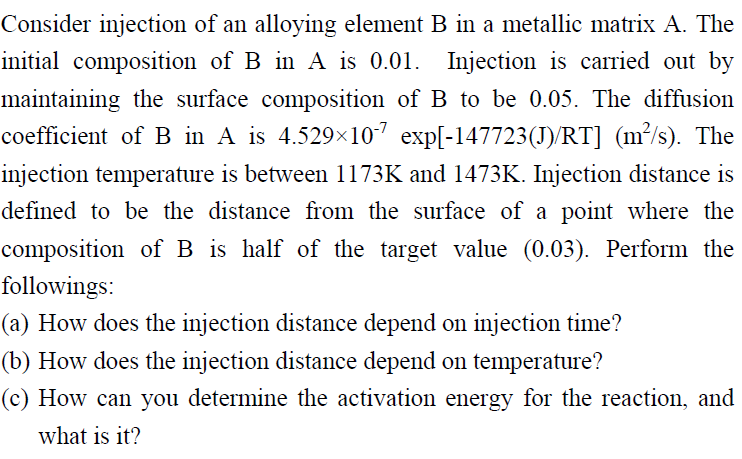 Consider injection of an alloying element B in a metallic matrix A. The
initial composition of B in A is 0.01. Injection is carried out by
maintaining the surface composition of B to be 0.05. The diffusion
coefficient of B in A is 4.529×10⁻⁷ exp[-147723(J)/RT] (m²/s). The
injection temperature is between 1173K and 1473K. Injection distance is
defined to be the distance from the surface of a point where the
composition of B is half of the target value (0.03). Perform the
followings:
(a) How does the injection distance depend on injection time?
(b) How does the injection distance depend on temperature?
(c) How can you determine the activation energy for the reaction, and
what is it?